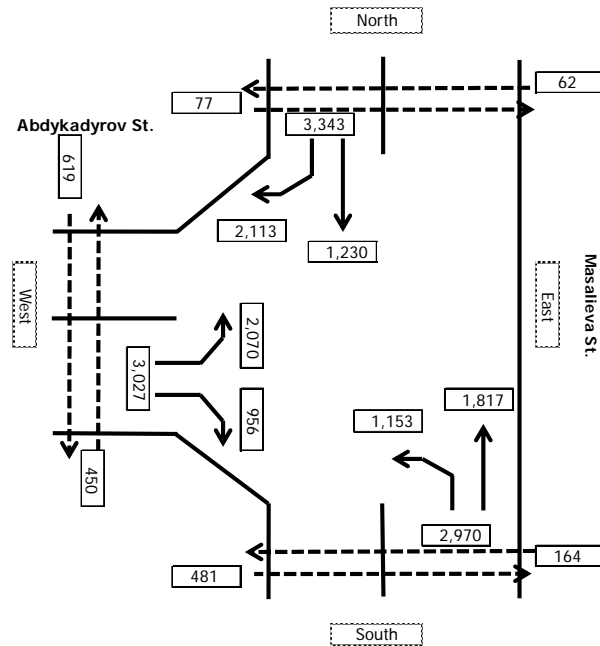 North
62
77
3,343
Abdykadyrov St.
619
2,113
1,230
West
East
Masalieva St.
2,070
3,027
956
1,817
1,153
450
2,970
164
481
South